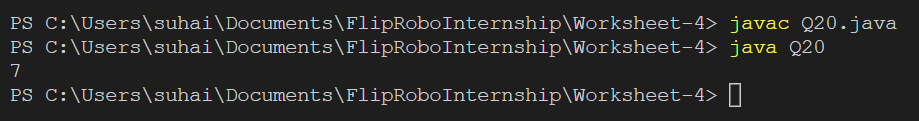 PS C:\Users\suhai\Documents\FlipRoboInternship\Worksheet-4> javac Q20.java
PS C:\Users\suhai\Documents\FlipRoboInternship\Worksheet-4> java Q20
7
PS C:\Users\suhai\Documents\FlipRoboInternship\Worksheet-4>